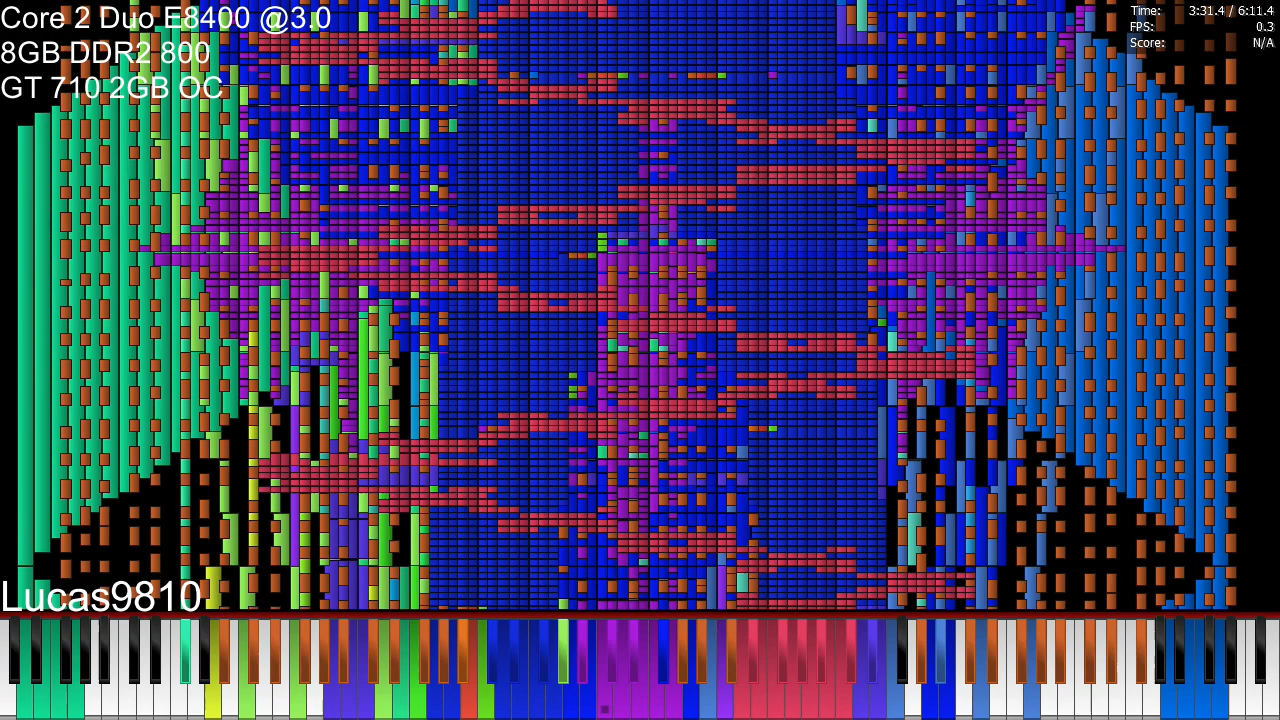 Core 2 Duo E8400 @3,0
8GB DDR2 800
GT 710 2GB OC
Time: 3:31.4 / 6:11.4
FPS: 0.3
Score: N/A
Lucas9810